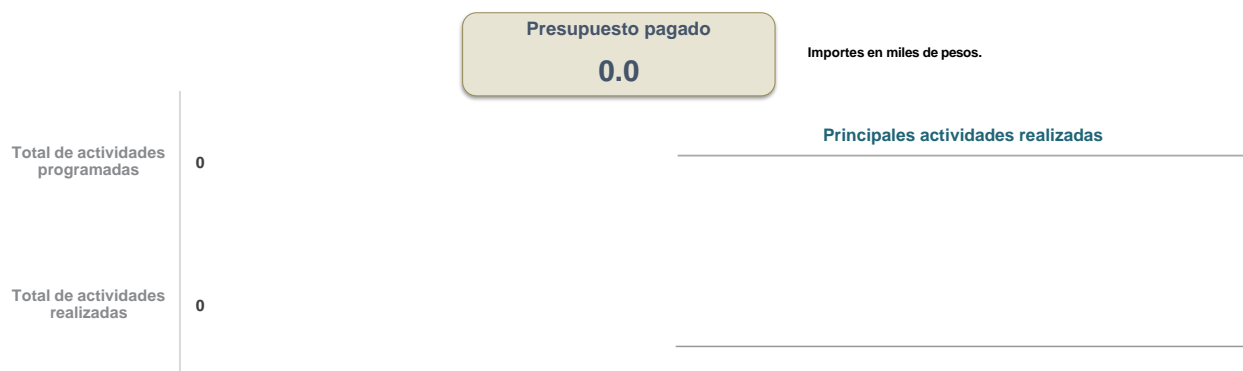 Presupuesto pagado
0.0
Importes en miles de pesos.
Principales actividades realizadas
Total de actividades
programadas
0
Total de actividades
realizadas
0